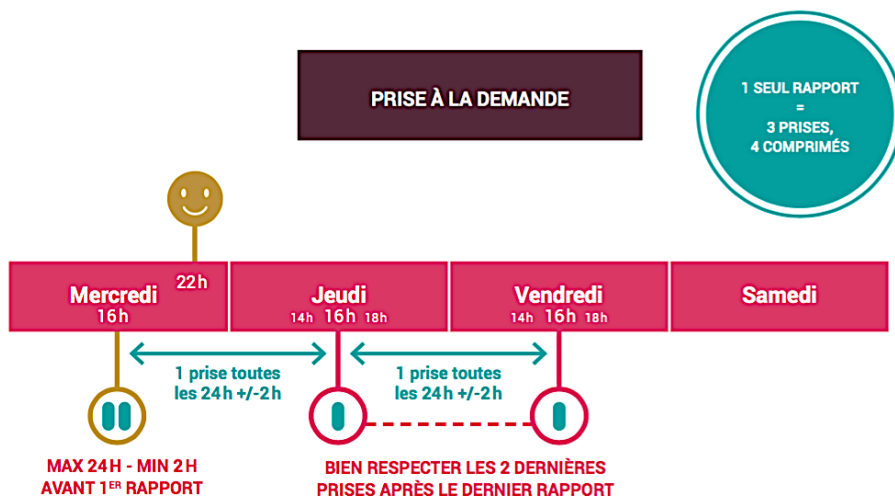 PRISE À LA DEMANDE
1 SEUL RAPPORT
=
3 PRISES,
4 COMPRIMÉS
22h
Mercredi
16h
Jeudi
14h 16h 18h
Vendredi
14h 16h 18h
Samedi
1 prise toutes
les 24h +/-2h
1 prise toutes
les 24h +/-2h
MAX 24H - MIN 2H
AVANT 1ER RAPPORT
BIEN RESPECTER LES 2 DERNIÈRES
PRISES APRÈS LE DERNIER RAPPORT